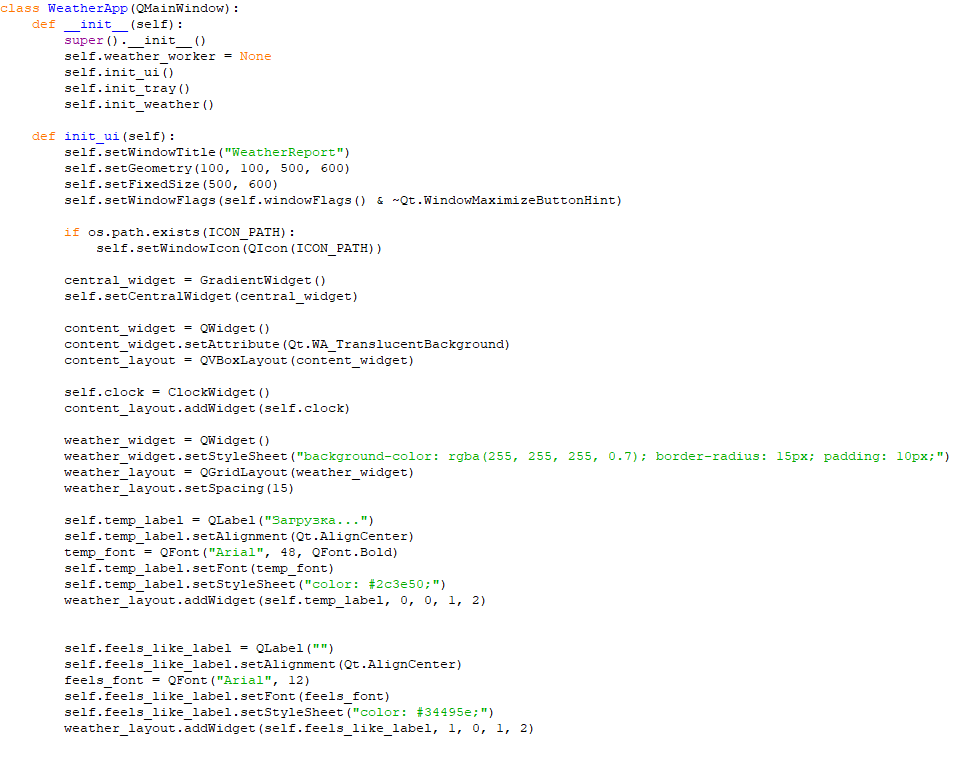 class WeatherApp(QMainWindow):
    def __init__(self):
        super().__init__()
        self.weather_worker = None
        self.init_ui()
        self.init_tray()
        self.init_weather()

    def init_ui(self):
        self.setWindowTitle("WeatherReport")
        self.setGeometry(100, 100, 500, 600)
        self.setFixedSize(500, 600)
        self.setWindowFlags(self.windowFlags() & ~Qt.WindowMaximizeButtonHint)

        if os.path.exists(ICON_PATH):
            self.setWindowIcon(QIcon(ICON_PATH))

        central_widget = GradientWidget()
        self.setCentralWidget(central_widget)

        content_widget = QWidget()
        content_widget.setAttribute(Qt.WA_TranslucentBackground)
        content_layout = QVBoxLayout(content_widget)

        self.clock = ClockWidget()
        content_layout.addWidget(self.clock)

        weather_widget = QWidget()
        weather_widget.setStyleSheet("background-color: rgba(255, 255, 255, 0.7); border-radius: 15px; padding: 10px;")
        weather_layout = QGridLayout(weather_widget)
        weather_layout.setSpacing(15)

        self.temp_label = QLabel("Загрузка...")
        self.temp_label.setAlignment(Qt.AlignCenter)
        temp_font = QFont("Arial", 48, QFont.Bold)
        self.temp_label.setFont(temp_font)
        self.temp_label.setStyleSheet("color: #2c3e50;")
        weather_layout.addWidget(self.temp_label, 0, 0, 1, 2)

        self.feels_like_label = QLabel("")
        self.feels_like_label.setAlignment(Qt.AlignCenter)
        feels_font = QFont("Arial", 12)
        self.feels_like_label.setFont(feels_font)
        self.feels_like_label.setStyleSheet("color: #34495e;")
        weather_layout.addWidget(self.feels_like_label, 1, 0, 1, 2)